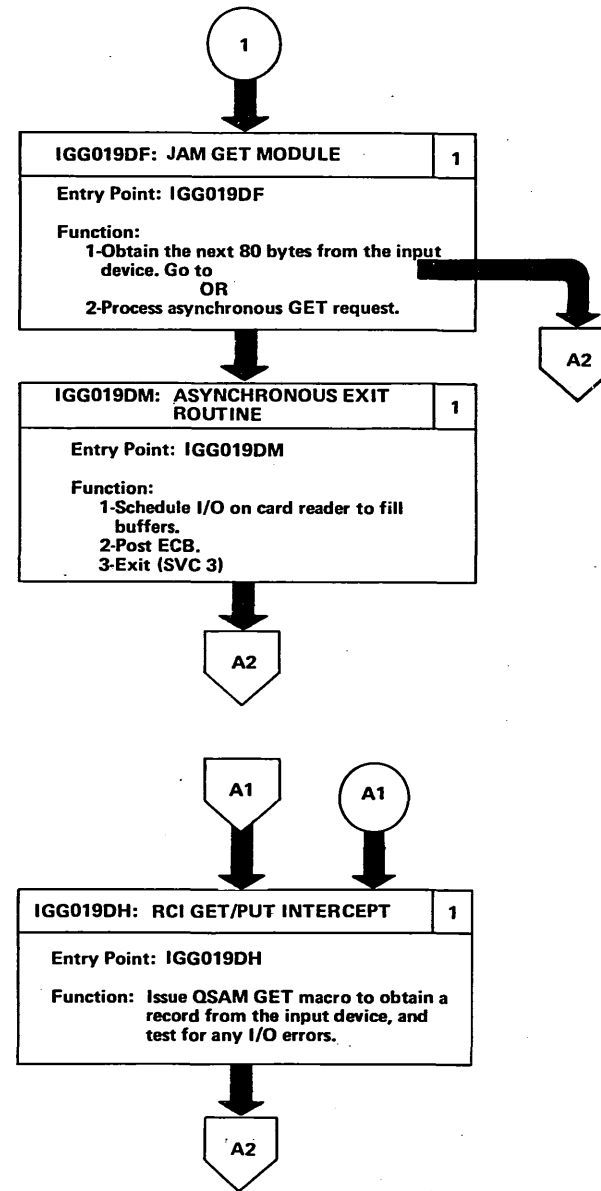 1
IGG019DF: JAM GET MODULE
1
Entry Point: IGG019DF
Function:
1-Obtain the next 80 bytes from the input
device. Go to
OR
2-Process asynchronous GET request.
A2
IGG019DM: ASYNCHRONOUS EXIT
ROUTINE
1
Entry Point: IGG019DM
Function:
1-Schedule I/O on card reader to fill
buffers.
2-Post ECB.
3-Exit (SVC 3)
A2
A1
A1
IGG019DH: RCI GET/PUT INTERCEPT
1
Entry Point: IGG019DH
Function: Issue QSAM GET macro to obtain a
record from the input device, and
test for any I/O errors.
A2